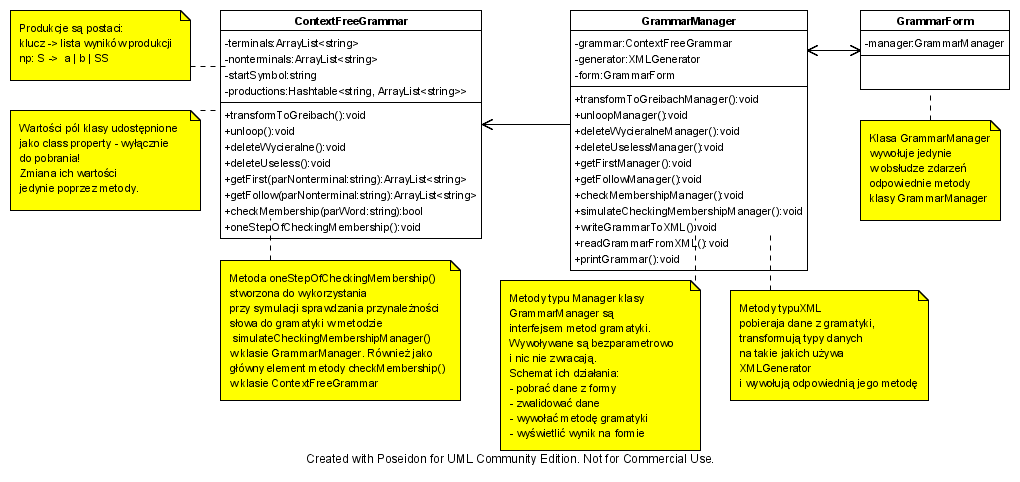 Produkcje są postaci:
klucz -> lista wyników produkcji
np: S -> a | b | SS
Wartości pól klasy udostępnione
jako class property - wyłącznie
do pobrania!
Zmiana ich wartości
jedynie poprzez metody.
ContextFreeGrammar
-terminals:ArrayList<string>
-nonterminals:ArrayList<string>
-startSymbol:string
-productions:Hashtable<string, ArrayList<string>>
+transformToGreibach():void
+unloop():void
+deleteWycieralne():void
+deleteUseless():void
+getFirst(parNonterminal:string):ArrayList<string>
+getFollow(parNonterminal:string):ArrayList<string>
+checkMembership(parWord:string):bool
+oneStepOfCheckingMembership():void
GrammarManager
-grammar:ContextFreeGrammar
-generator:XMLGenerator
-form:GrammarForm
+transformToGreibachManager():void
+unloopManager():void
+deleteWycieralneManager():void
+deleteUselessManager():void
+getFirstManager():void
+getFollowManager():void
+checkMembershipManager():void
+simulateCheckingMembershipManager():void
+writeGrammarToXML():void
+readGrammarFromXML():void
+printGrammar():void
GrammarForm
-manager:GrammarManager
Klasa GrammarManager
wywołuje jedynie
w obsłudze zdarzeń
odpowiednie metody
klasy GrammarManager
Metoda oneStepOfCheckingMembership()
stworzona do wykorzystania
przy symulacji sprawdzania przynależności
słowa do gramatyki w metodzie
simulateCheckingMembershipManager()
w klasie GrammarManager. Również jako
główny element metody checkMembership()
w klasie ContextFreeGrammar
Metody typu Manager klasy
GrammarManager są
interfejsem metod gramatyki.
Wywoływane są bezparametrowo
i nic nie zwracają.
Schemat ich działania:
- pobrać dane z formy
- zwalidować dane
- wywołać metodę gramatyki
- wyświetlić wynik na formie
Metody typuXML
pobieraja dane z gramatyki,
transformują typy danych
na takie jakich używa
XMLGenerator
i wywołują odpowiednią jego metodę
Created with Poseidon for UML Community Edition. Not for Commercial Use.